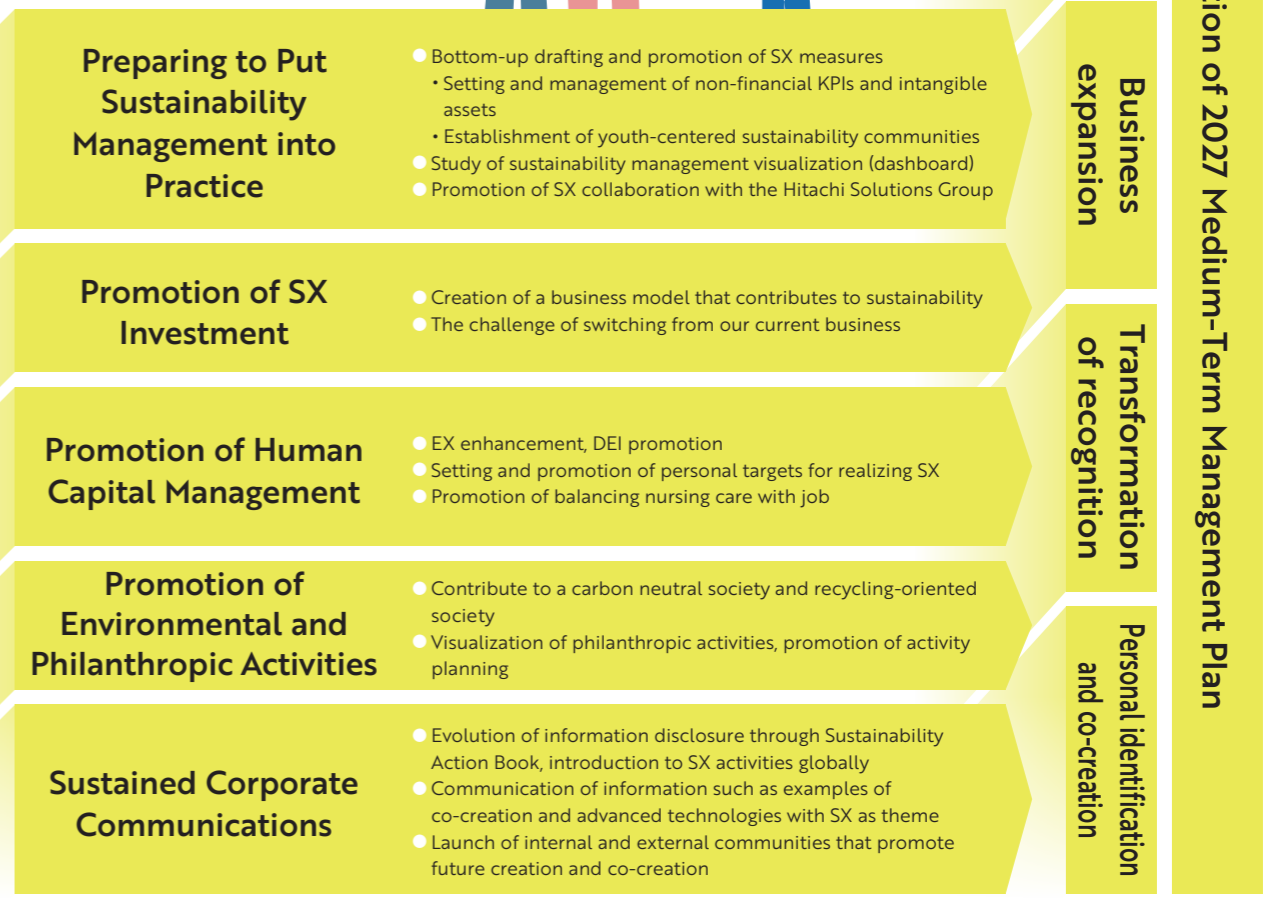 Preparing to Put
Sustainability
Management into
Practice
Bottom-up drafting and promotion of SX measures
・Setting and management of non-financial KPIs and intangible
assets
・Establishment of youth-centered sustainability communities
Study of sustainability management visualization (dashboard)
Promotion of SX collaboration with the Hitachi Solutions Group
Promotion of SX
Investment
Creation of a business model that contributes to sustainability
The challenge of switching from our current business
Promotion of Human
Capital Management
EX enhancement, DEI promotion
Setting and promotion of personal targets for realizing SX
Promotion of balancing nursing care with job
Promotion of
Environmental and
Philanthropic Activities
Contribute to a carbon neutral society and recycling-oriented
society
Visualization of philanthropic activities, promotion of activity
planning
Sustained Corporate
Communications
Evolution of information disclosure through Sustainability
Action Book, introduction to SX activities globally
Communication of information such as examples of
co-creation and advanced technologies with SX as theme
Launch of internal and external communities that promote
future creation and co-creation
Business
expansion
Transformation
of recognition
Personal identification
and co-creation
of 2027 Medium-Term Management Plan